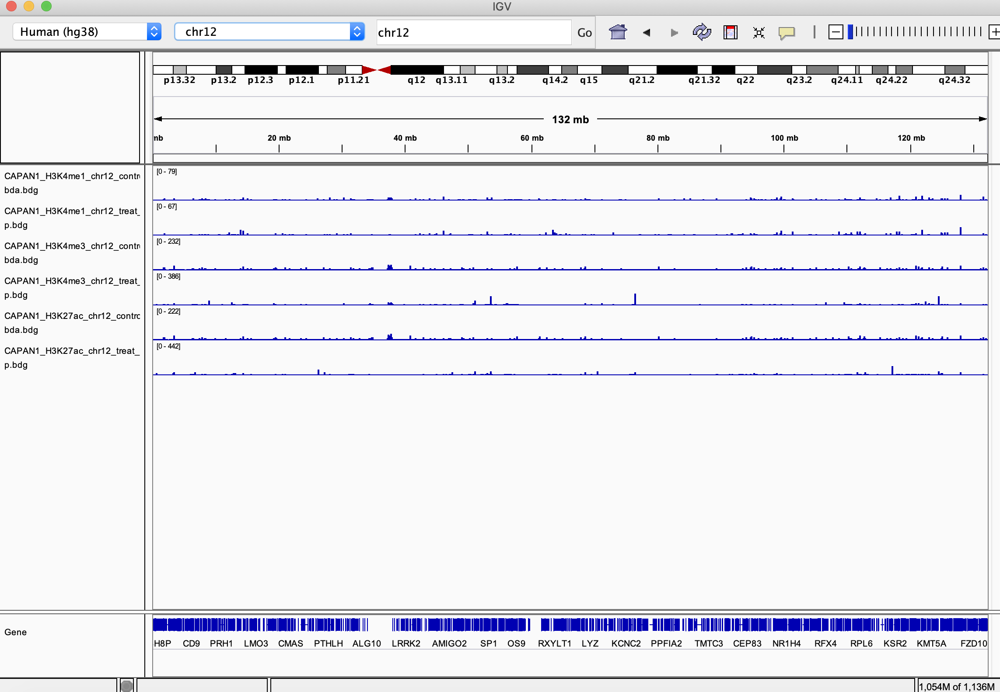 IGV
Human (hg38) chr12 chr12 Go
p13.32 p13.2 p12.3 p12.1 p11.21 q12 q13.11 q13.2 q14.2 q15 q21.2 q21.32 q22 q23.2 q24.11 q24.22 q24.32
132 mb
mb 20 mb 40 mb 60 mb 80 mb 100 mb 120 mb
[0 - 79]
CAPAN1_H3K4me1_chr12_contr
bda.bdg
[0 - 67]
CAPAN1_H3K4me1_chr12_treat_
p.bdg
[0 - 232]
CAPAN1_H3K4me3_chr12_contr
bda.bdg
[0 - 386]
CAPAN1_H3K4me3_chr12_treat_
p.bdg
[0 - 222]
CAPAN1_H3K27ac_chr12_contro
bda.bdg
[0 - 442]
CAPAN1_H3K27ac_chr12_treat_
p.bdg
Gene
H8P CD9 PRH1 LMO3 CMAS PTHLH ALG10 LRRK2 AMIGO2 SP1 OS9 RXYLT1 LYZ KCNC2 PPFIA2 TMTC3 CEP83 NR1H4 RFX4 RPL6 KSR2 KMT5A FZD10
1,054M of 1,136M